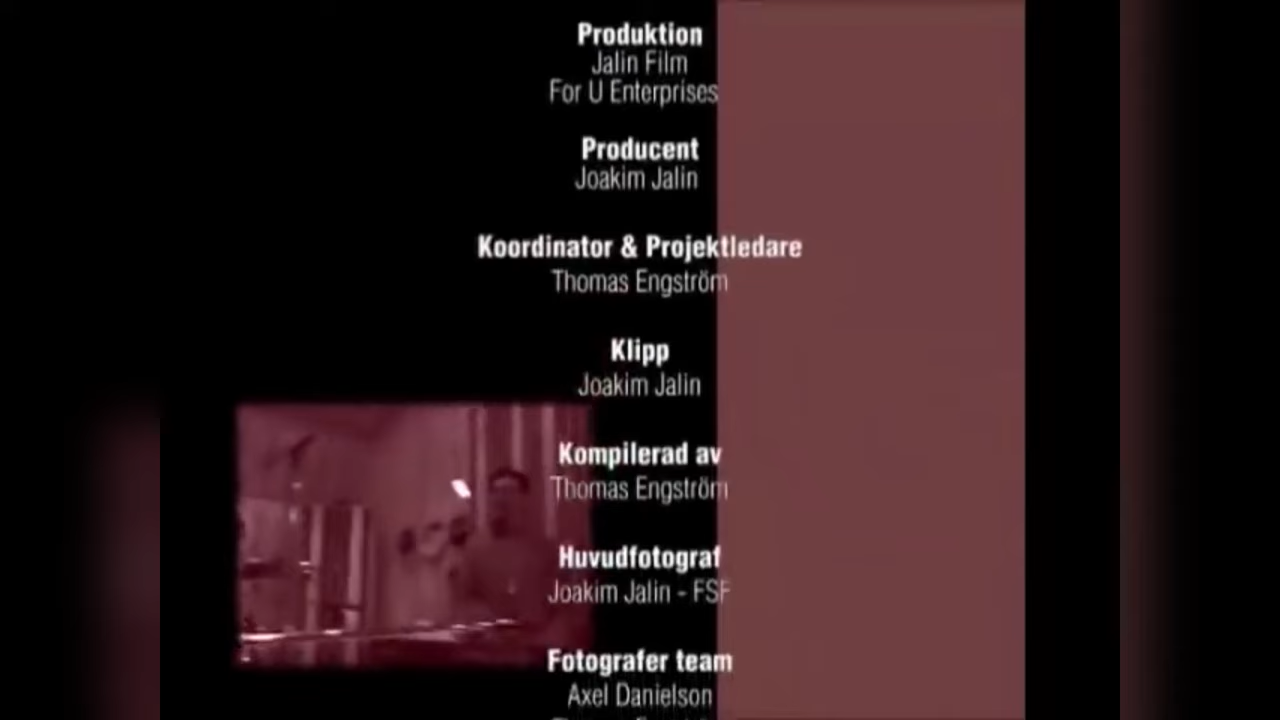 Produktion
Jalin Film
For U Enterprises
Producent
Joakim Jalin
Koordinator & Projektledare
Thomas Engström
Klipp
Joakim Jalin
Kompilerad av
Thomas Engström
Huvudfotograf
Joakim Jalin - FSF
Fotografer team
Axel Danielson